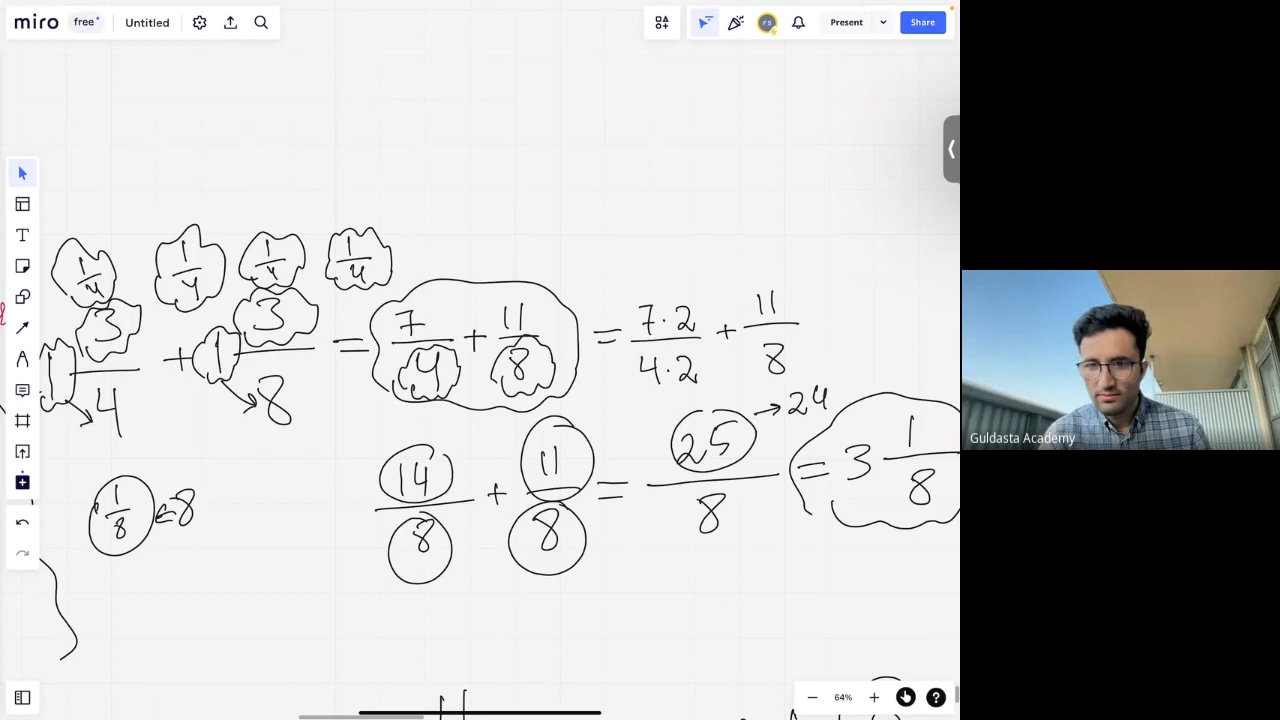 miro free Untitled Present Share
FS
1/4 1/4 1/4 1/4
1 3/4 + 1 3/8 = 7/4 + 11/8 = 7·2/4·2 + 11/8
→ 4 → 8
14/8 + 11/8 = 25/8 = 3 1/8
→ 24
1/8 ← 8
Guldasta Academy
T
A
64%
?